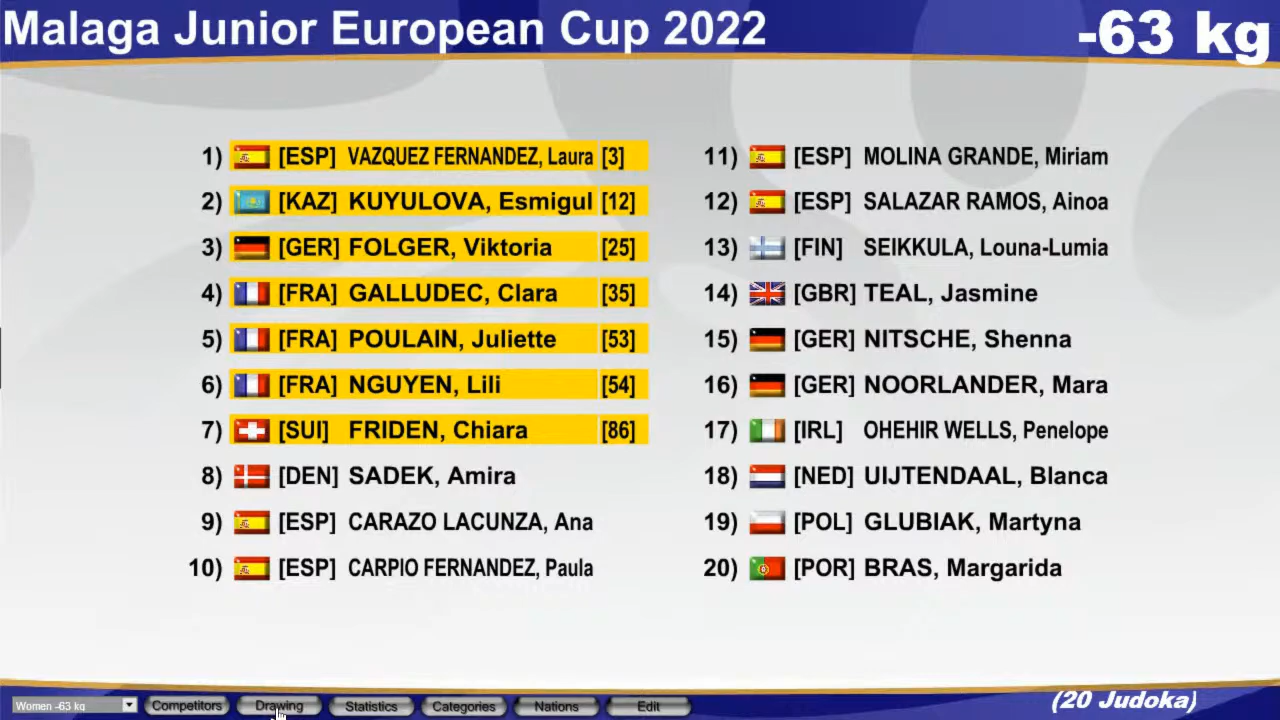 Malaga Junior European Cup 2022
-63 kg
1) [ESP] VAZQUEZ FERNANDEZ, Laura [3]
2) [KAZ] KUYULOVA, Esmigul [12]
3) [GER] FOLGER, Viktoria [25]
4) [FRA] GALLUDEC, Clara [35]
5) [FRA] POULAIN, Juliette [53]
6) [FRA] NGUYEN, Lili [54]
7) [SUI] FRIDEN, Chiara [86]
8) [DEN] SADEK, Amira
9) [ESP] CARAZO LACUNZA, Ana
10) [ESP] CARPIO FERNANDEZ, Paula
11) [ESP] MOLINA GRANDE, Miriam
12) [ESP] SALAZAR RAMOS, Ainoa
13) [FIN] SEIKKULA, Louna-Lumia
14) [GBR] TEAL, Jasmine
15) [GER] NITSCHE, Shenna
16) [GER] NOORLANDER, Mara
17) [IRL] OHEHIR WELLS, Penelope
18) [NED] UIJTENDAAL, Blanca
19) [POL] GLUBIAK, Martyna
20) [POR] BRAS, Margarida
Women -63 kg Competitors Drawing Statistics Categories Nations Edit (20 Judoka)